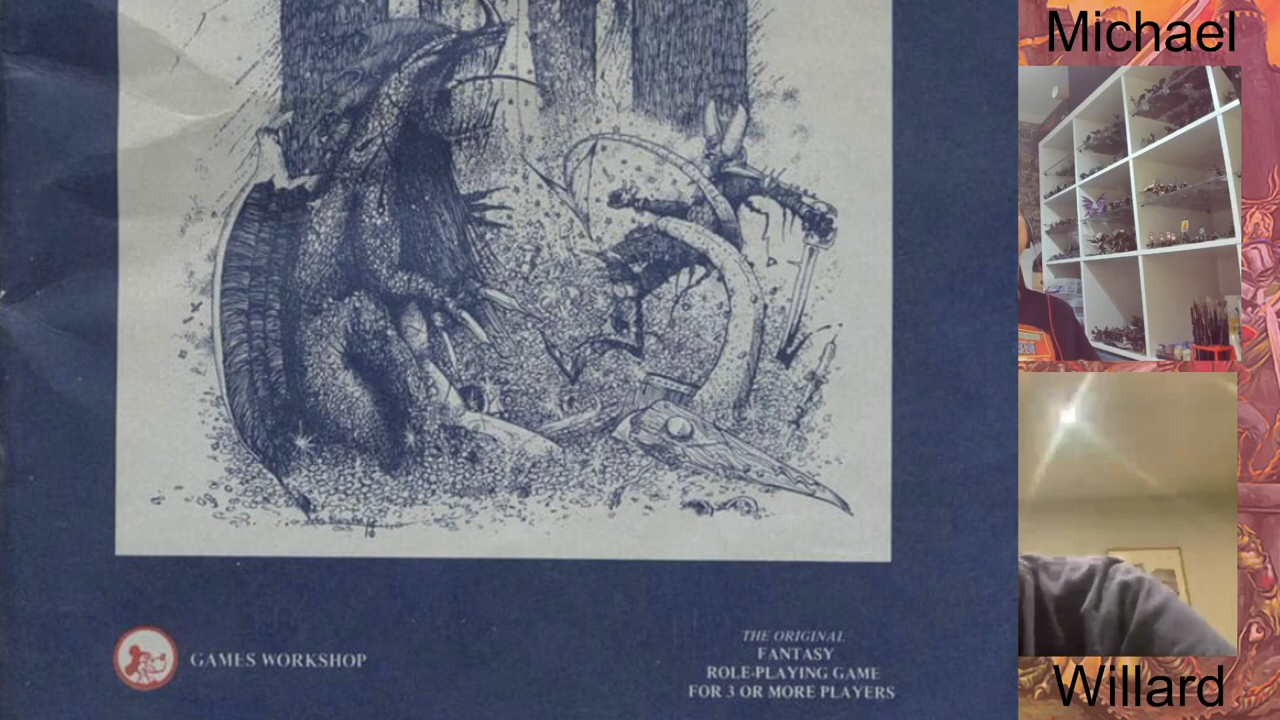 Michael
GAMES WORKSHOP
THE ORIGINAL
FANTASY
ROLE-PLAYING GAME
FOR 3 OR MORE PLAYERS
Willard